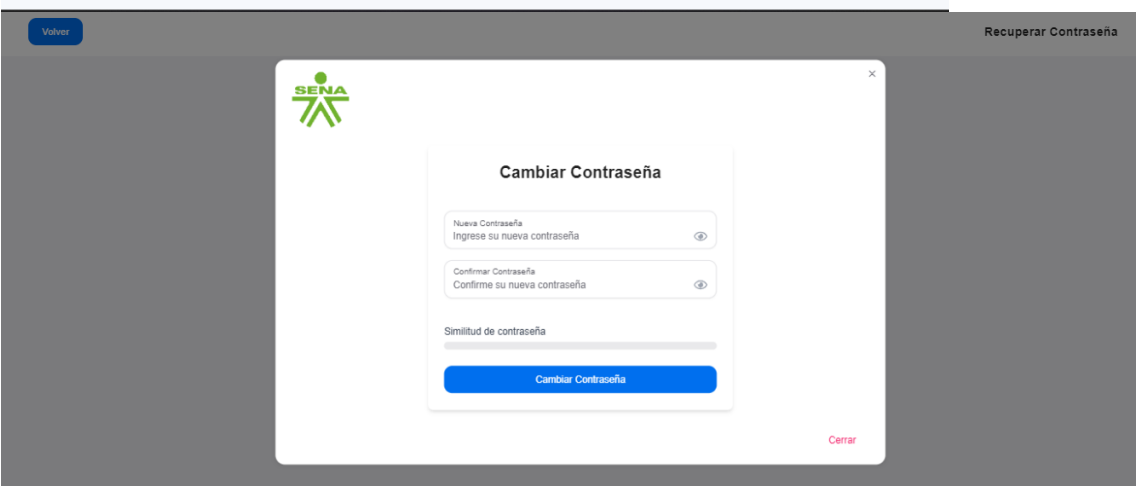 Volver
Recuperar Contraseña
SENA
Cambiar Contraseña
Nueva Contraseña
Ingrese su nueva contraseña
Confirmar Contraseña
Confirme su nueva contraseña
Similitud de contraseña
Cambiar Contraseña
Cerrar